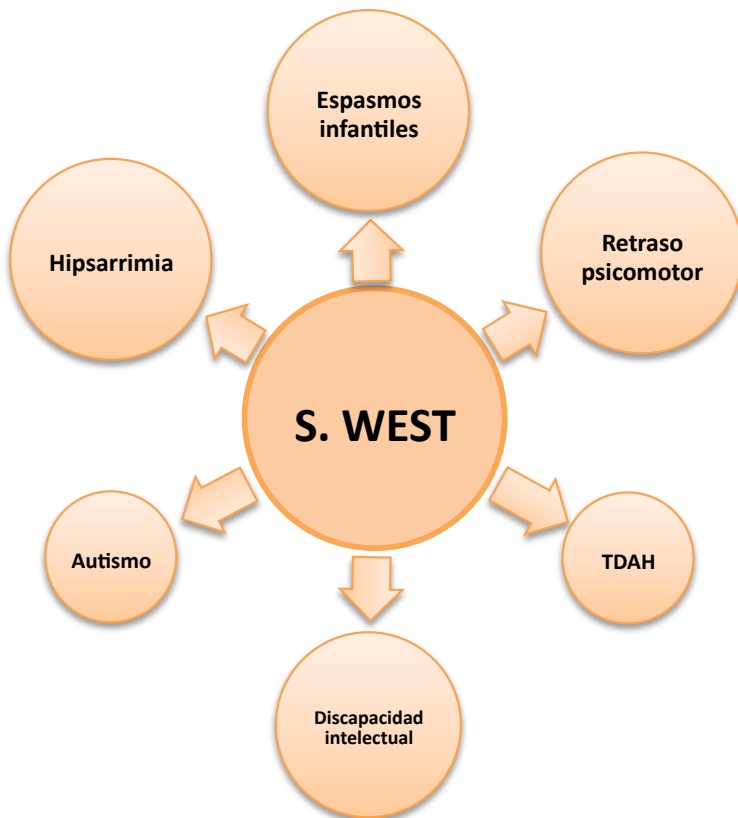 Espasmos
infantiles
Hipsarrimia
Retraso
psicomotor
S. WEST
Autismo
TDAH
Discapacidad
intelectual